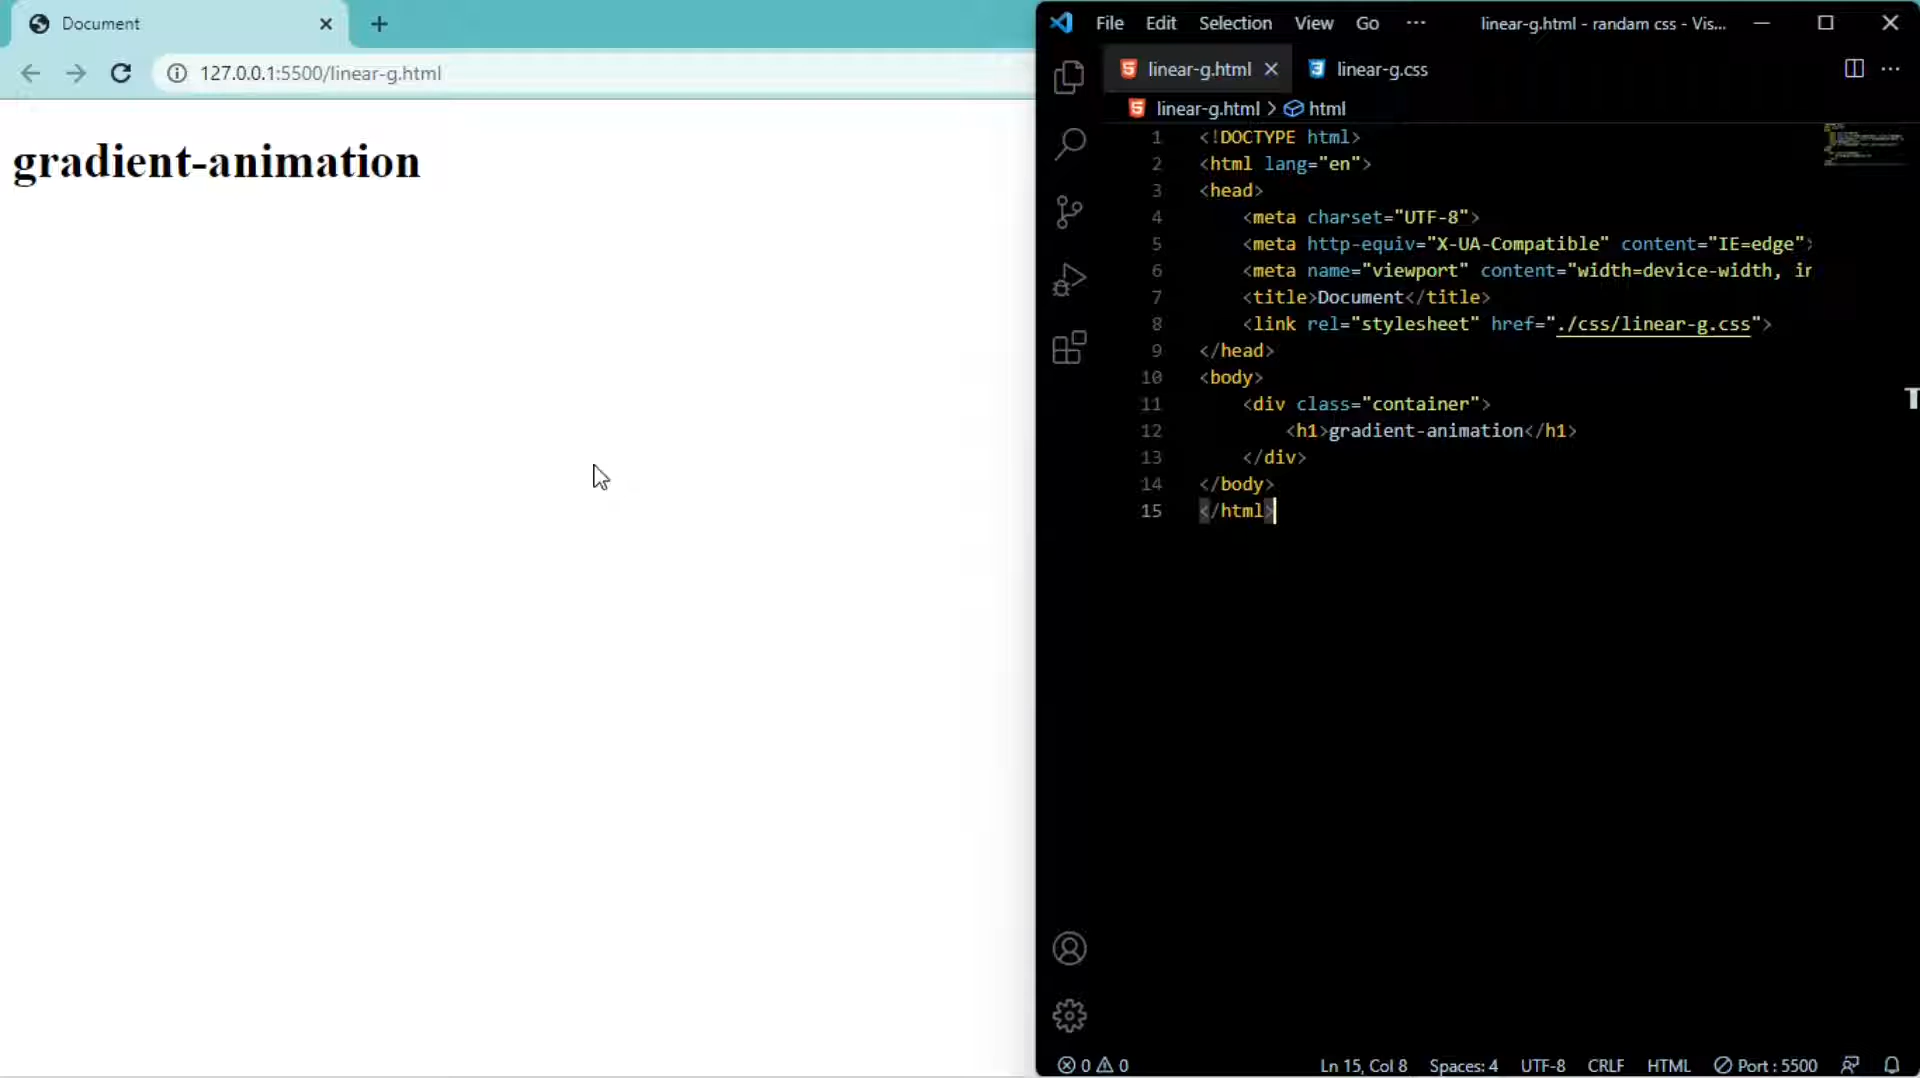 Document
127.0.0.1:5500/linear-g.html
gradient-animation
File Edit Selection View Go ··· linear-g.html - randam css - Vis...
linear-g.html linear-g.css
linear-g.html > html
1 <!DOCTYPE html>
2 <html lang="en">
3 <head>
4 <meta charset="UTF-8">
5 <meta http-equiv="X-UA-Compatible" content="IE=edge">
6 <meta name="viewport" content="width=device-width, in
7 <title>Document</title>
8 <link rel="stylesheet" href="./css/linear-g.css">
9 </head>
10 <body>
11 <div class="container">
12 <h1>gradient-animation</h1>
13 </div>
14 </body>
15 </html>
0 0 Ln 15, Col 8 Spaces: 4 UTF-8 CRLF HTML Port : 5500